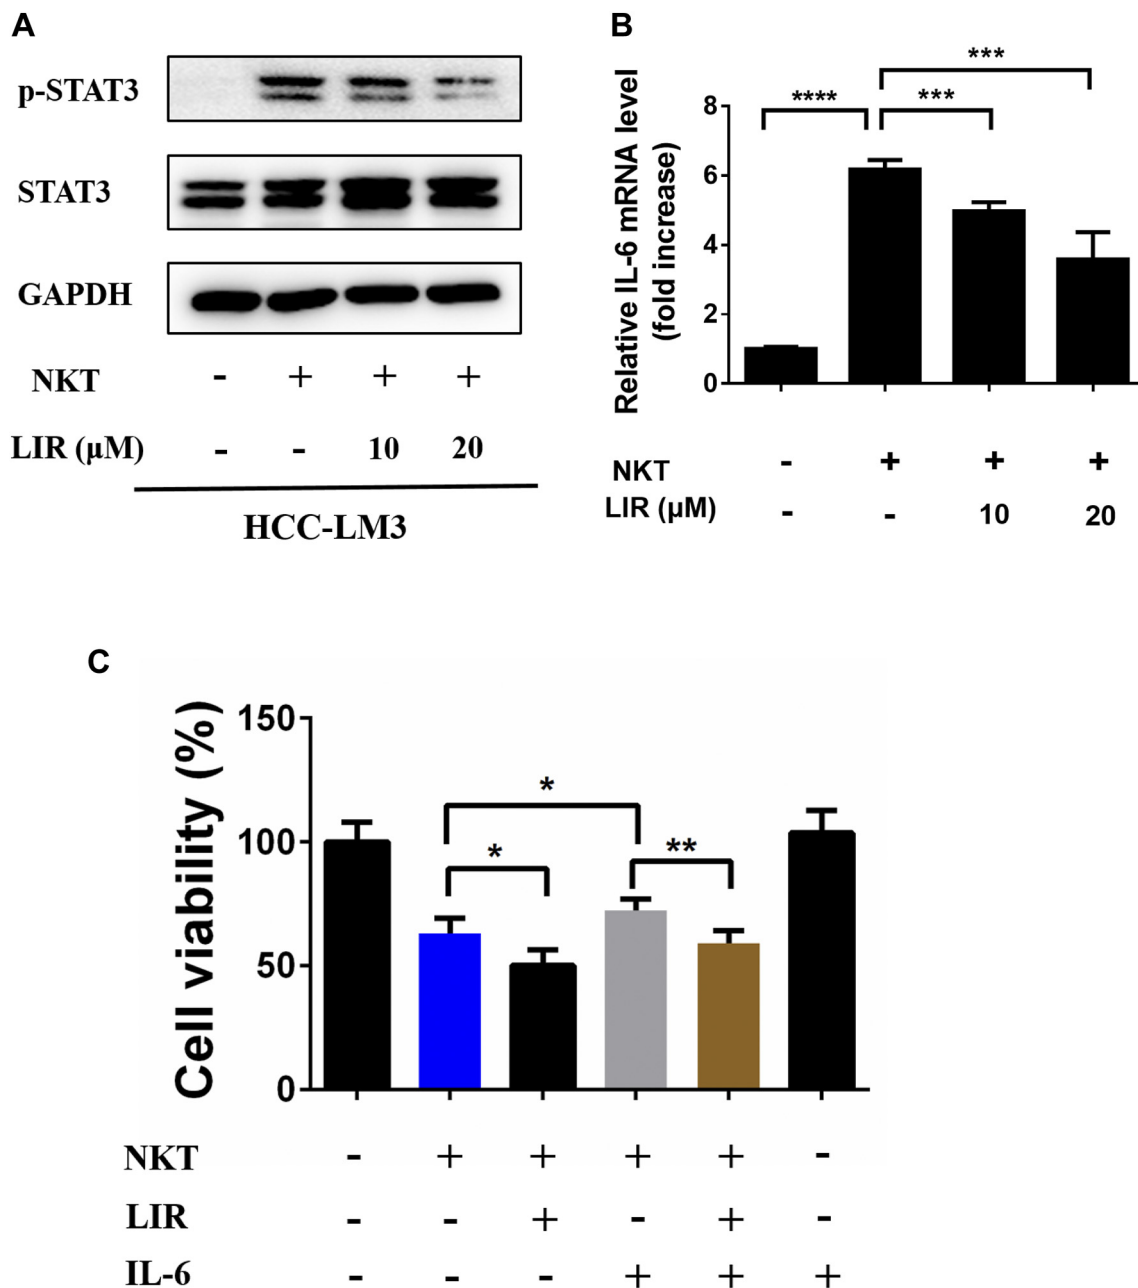 A
p-STAT3
STAT3
GAPDH
NKT - + + +
LIR (μM) - - 10 20
HCC-LM3
B
Relative IL-6 mRNA level
(fold increase)
***
**** ***
8
6
4
2
0
NKT - + + +
LIR (μM) - - 10 20
C
Cell viability (%)
150
100
50
0
*
* **
NKT - + + + + -
LIR - - + - + -
IL-6 - - - + + +